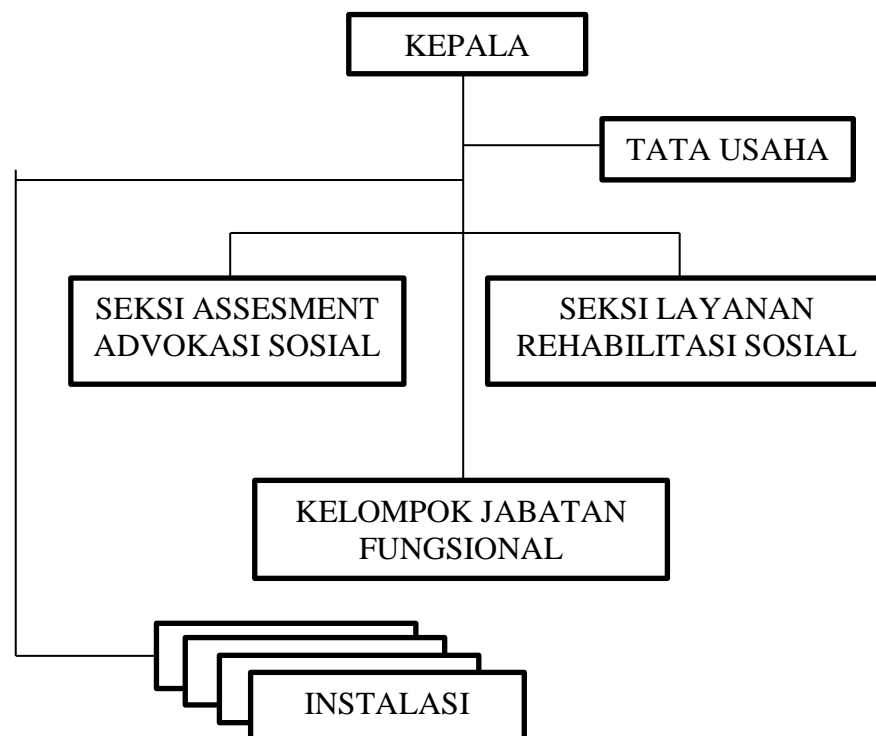 KEPALA
TATA USAHA
SEKSI ASSESMENT
ADVOKASI SOSIAL
SEKSI LAYANAN
REHABILITASI SOSIAL
KELOMPOK JABATAN
FUNGSIONAL
INSTALASI